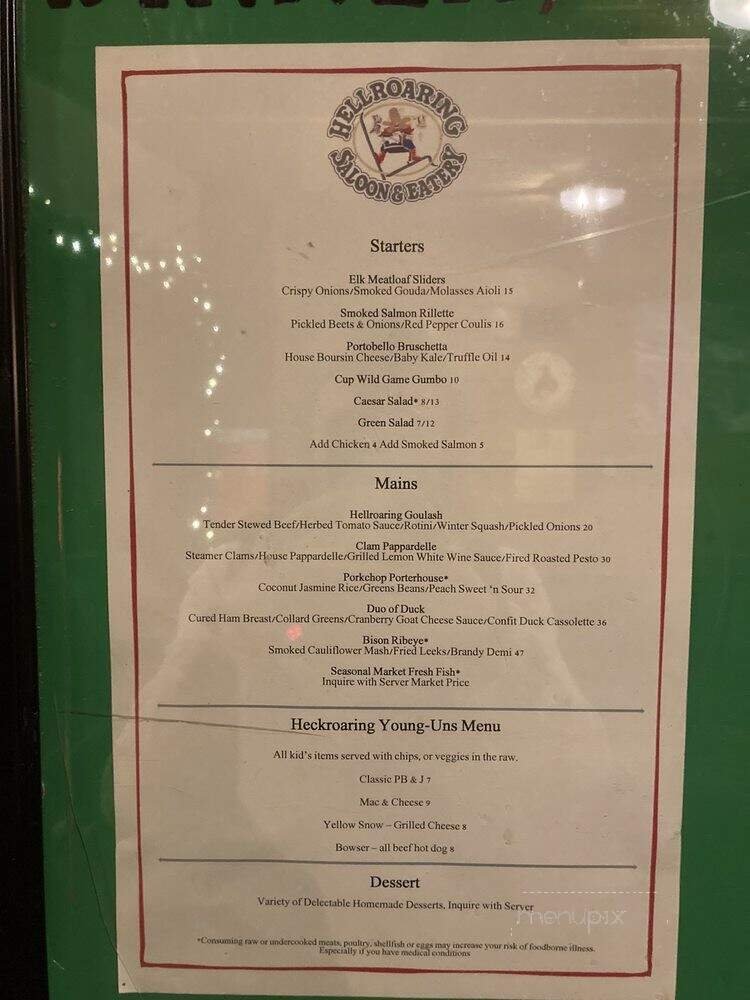 HELLROARING
SALOON & EATERY
Starters
Elk Meatloaf Sliders
Crispy Onions/Smoked Gouda/Molasses Aioli 15
Smoked Salmon Rillette
Pickled Beets & Onions/Red Pepper Coulis 16
Portobello Bruschetta
House Boursin Cheese/Baby Kale/Truffle Oil 14
Cup Wild Game Gumbo 10
Caesar Salad* 8/13
Green Salad 7/12
Add Chicken 4 Add Smoked Salmon 5
Mains
Hellroaring Goulash
Tender Stewed Beef/Herbed Tomato Sauce/Rotini/Winter Squash/Pickled Onions 20
Clam Pappardelle
Steamer Clams/House Pappardelle/Grilled Lemon White Wine Sauce/Fired Roasted Pesto 30
Porkchop Porterhouse*
Coconut Jasmine Rice/Greens Beans/Peach Sweet 'n Sour 32
Duo of Duck
Cured Ham Breast/Collard Greens/Cranberry Goat Cheese Sauce/Confit Duck Cassolette 36
Bison Ribeye*
Smoked Cauliflower Mash/Fried Leeks/Brandy Demi 47
Seasonal Market Fresh Fish*
Inquire with Server Market Price
Heckroaring Young-Uns Menu
All kid's items served with chips, or veggies in the raw.
Classic PB & J 7
Mac & Cheese 9
Yellow Snow – Grilled Cheese 8
Bowser – all beef hot dog 8
Dessert
Variety of Delectable Homemade Desserts, Inquire with Server
menupix
*Consuming raw or undercooked meats, poultry, shellfish or eggs may increase your risk of foodborne illness.
Especially if you have medical conditions